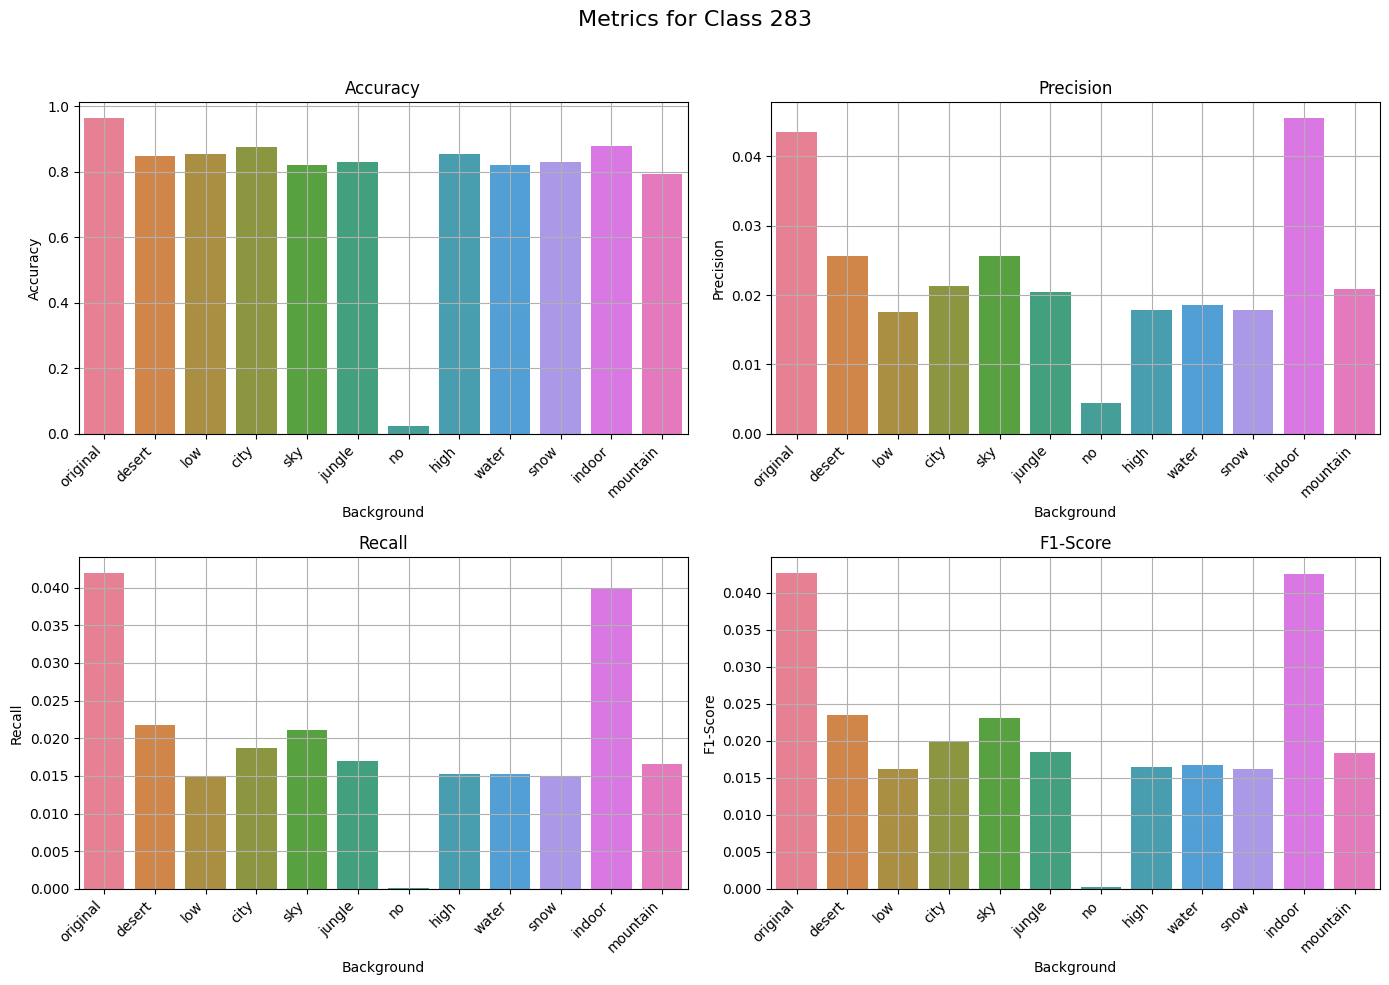 Metrics for Class 283
Accuracy
Accuracy
1.0
0.8
0.6
0.4
0.2
0.0
original
desert
low
city
sky
jungle
no
high
water
snow
indoor
mountain
Background
Precision
Precision
0.04
0.03
0.02
0.01
0.00
original
desert
low
city
sky
jungle
no
high
water
snow
indoor
mountain
Background
Recall
Recall
0.040
0.035
0.030
0.025
0.020
0.015
0.010
0.005
0.000
original
desert
low
city
sky
jungle
no
high
water
snow
indoor
mountain
Background
F1-Score
F1-Score
0.040
0.035
0.030
0.025
0.020
0.015
0.010
0.005
0.000
original
desert
low
city
sky
jungle
no
high
water
snow
indoor
mountain
Background